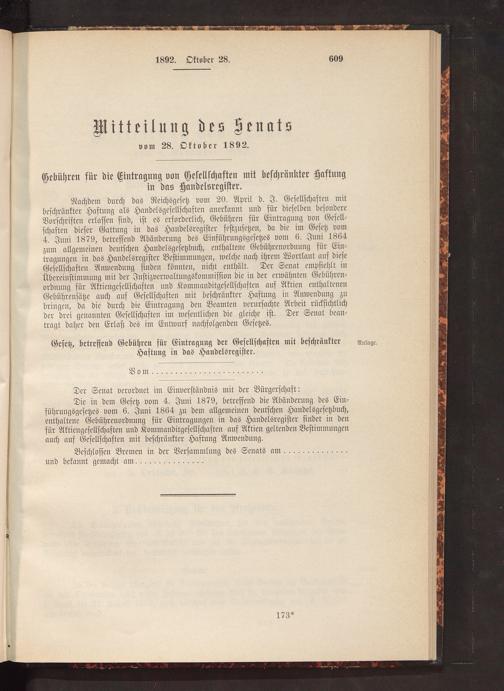 1892. Oktober 28.
609
Mitteilung des Senats
vom 28. Oktober 1892.
Gebühren für die Eintragung von Gesellschaften mit beschränkter Haftung
in das Handelsregister.
Nachdem durch das Reichsgesetz vom 20. April d. J. Gesellschaften mit
beschränkter Haftung als Handelsgesellschaften anerkannt und für dieselben besondere
Vorschriften erlassen sind, ist es erforderlich, Gebühren für Eintragung von Gesell-
schaften dieser Gattung in das Handelsregister festzusetzen, da die im Gesetz vom
4. Juni 1879, betreffend Abänderung des Einführungsgesetzes vom 6. Juni 1864
zum allgemeinen deutschen Handelsgesetzbuch, enthaltene Gebührenordnung für Ein-
tragungen in das Handelsregister Bestimmungen, welche nach ihrem Wortlaut auf diese
Gesellschaften Anwendung finden könnten, nicht enthält. Der Senat empfiehlt in
Übereinstimmung mit der Justizverwaltungskommission die in der erwähnten Gebühren-
ordnung für Aktiengesellschaften und Kommanditgesellschaften auf Aktien enthaltenen
Gebührensätze auch auf Gesellschaften mit beschränkter Haftung in Anwendung zu
bringen, da die durch die Eintragung den Beamten verursachte Arbeit rücksichtlich
der drei genannten Gesellschaften im wesentlichen die gleiche ist. Der Senat bean-
tragt daher den Erlaß des im Entwurf nachfolgenden Gesetzes.
Gesetz, betreffend Gebühren für Eintragung der Gesellschaften mit beschränkter
Haftung in das Handelsregister.
Anlage.
Vom . . . . . . . . . . . . . . . . . . . . . . .
Der Senat verordnet im Einverständnis mit der Bürgerschaft:
Die in dem Gesetz vom 4. Juni 1879, betreffend die Abänderung des Ein-
führungsgesetzes vom 6. Juni 1864 zu dem allgemeinen deutschen Handelsgesetzbuch,
enthaltene Gebührenordnung für Eintragungen in das Handelsregister findet in den
für Aktiengesellschaften und Kommanditgesellschaften auf Aktien geltenden Bestimmungen
auch auf Gesellschaften mit beschränkter Haftung Anwendung.
Beschlossen Bremen in der Versammlung des Senats am . . . . . . . . . . . . . .
und bekannt gemacht am . . . . . . . . . . . . . .
173*